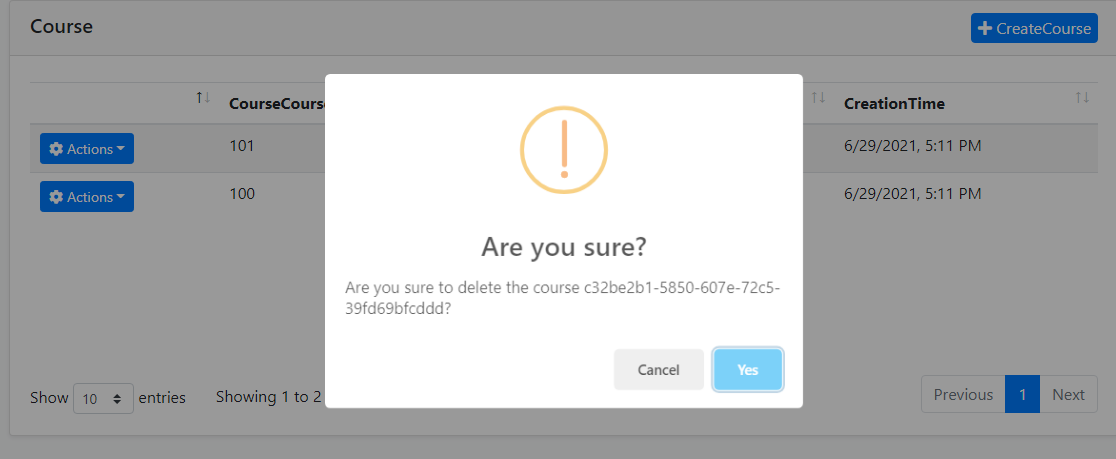 Course
CreateCourse
CourseCours
CreationTime
Actions
101
6/29/2021, 5:11 PM
Actions
100
6/29/2021, 5:11 PM
Are you sure?
Are you sure to delete the course c32be2b1-5850-607e-72c5-
39fd69bfcddd?
Cancel
Yes
Show 10 entries
Showing 1 to 2
Previous 1 Next